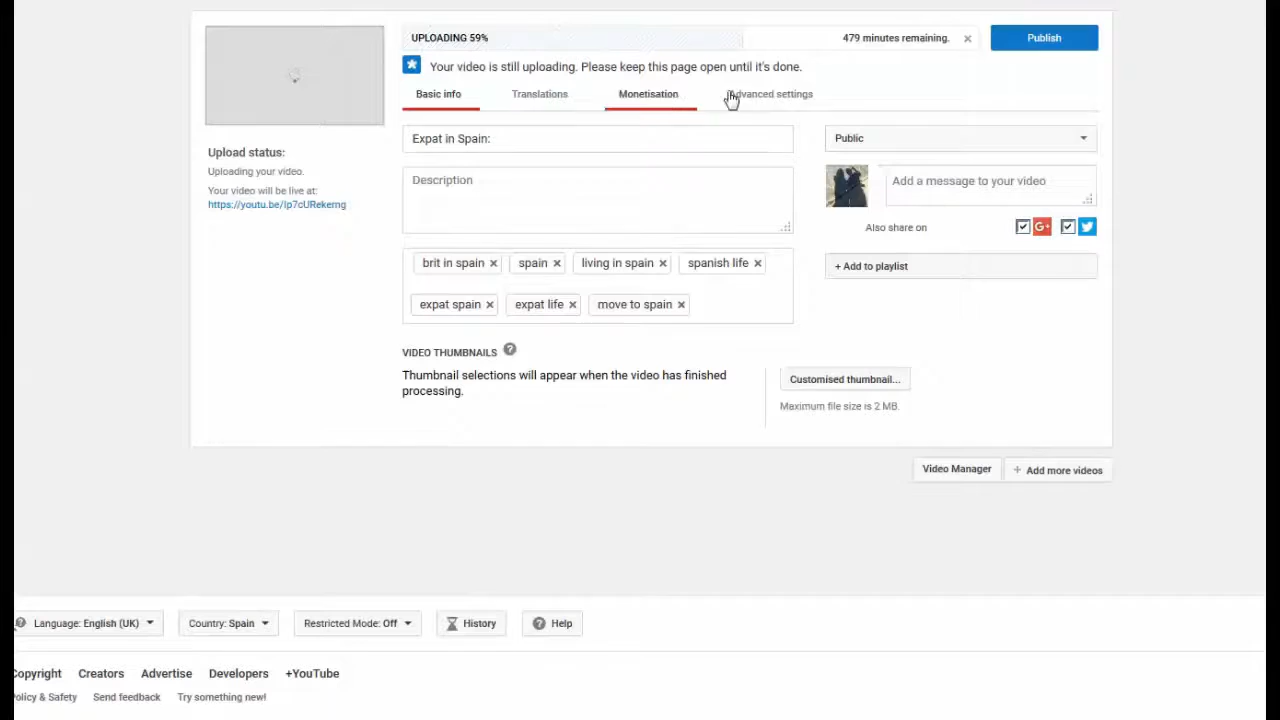 UPLOADING 59%
479 minutes remaining.
Publish
Your video is still uploading. Please keep this page open until it's done.
Basic info
Translations
Monetisation
Advanced settings
Expat in Spain:
Public
Upload status:
Uploading your video.
Your video will be live at:
https://youtu.be/Ip7cURekemg
Description
Add a message to your video
Also share on
G+
+ Add to playlist
brit in spain ×
spain ×
living in spain ×
spanish life ×
expat spain ×
expat life ×
move to spain ×
VIDEO THUMBNAILS ?
Thumbnail selections will appear when the video has finished
processing.
Customised thumbnail...
Maximum file size is 2 MB.
Video Manager
+ Add more videos
Language: English (UK)
Country: Spain
Restricted Mode: Off
History
? Help
opyright
Creators
Advertise
Developers
+YouTube
olicy & Safety
Send feedback
Try something new!